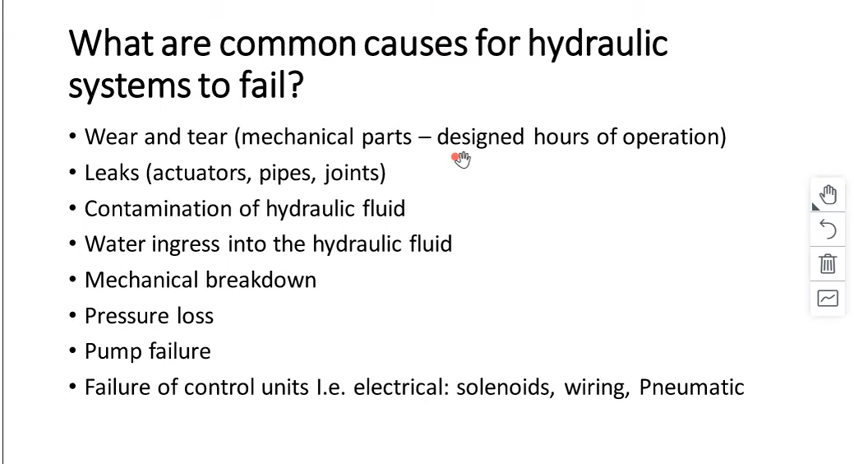 What are common causes for hydraulic
systems to fail?
• Wear and tear (mechanical parts – designed hours of operation)
• Leaks (actuators, pipes, joints)
• Contamination of hydraulic fluid
• Water ingress into the hydraulic fluid
• Mechanical breakdown
• Pressure loss
• Pump failure
• Failure of control units I.e. electrical: solenoids, wiring, Pneumatic